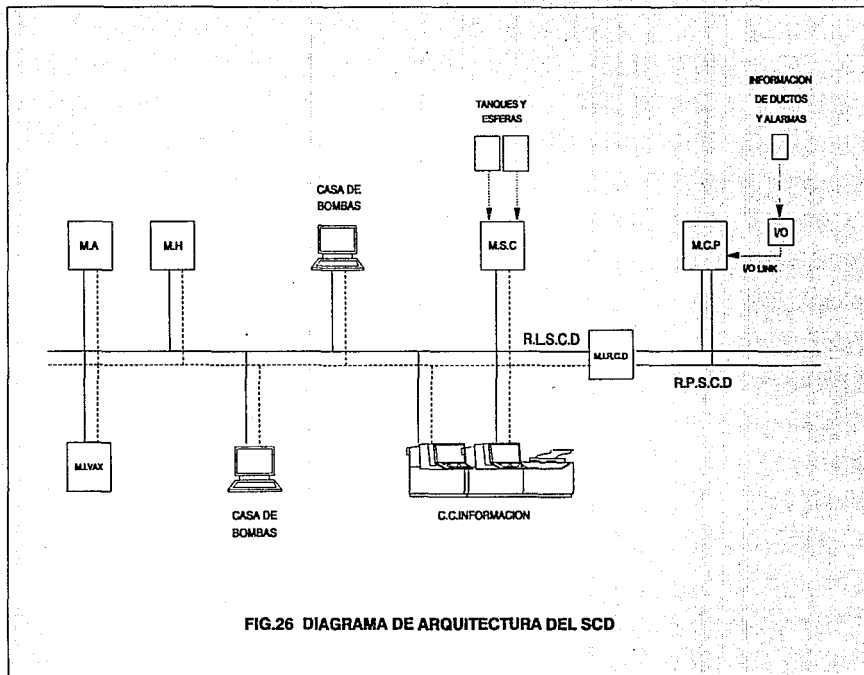 INFORMACION
DE DUCTOS
Y ALARMAS
TANQUES Y
ESFERAS
CASA DE
BOMBAS
M.A
M.H
M.S.C
M.C.P
I/O
I/O LINK
R.L.S.C.D
M.I.R.C.D
R.P.S.C.D
M.I.VAX
CASA DE
BOMBAS
C.C.INFORMACION
FIG.26 DIAGRAMA DE ARQUITECTURA DEL SCD